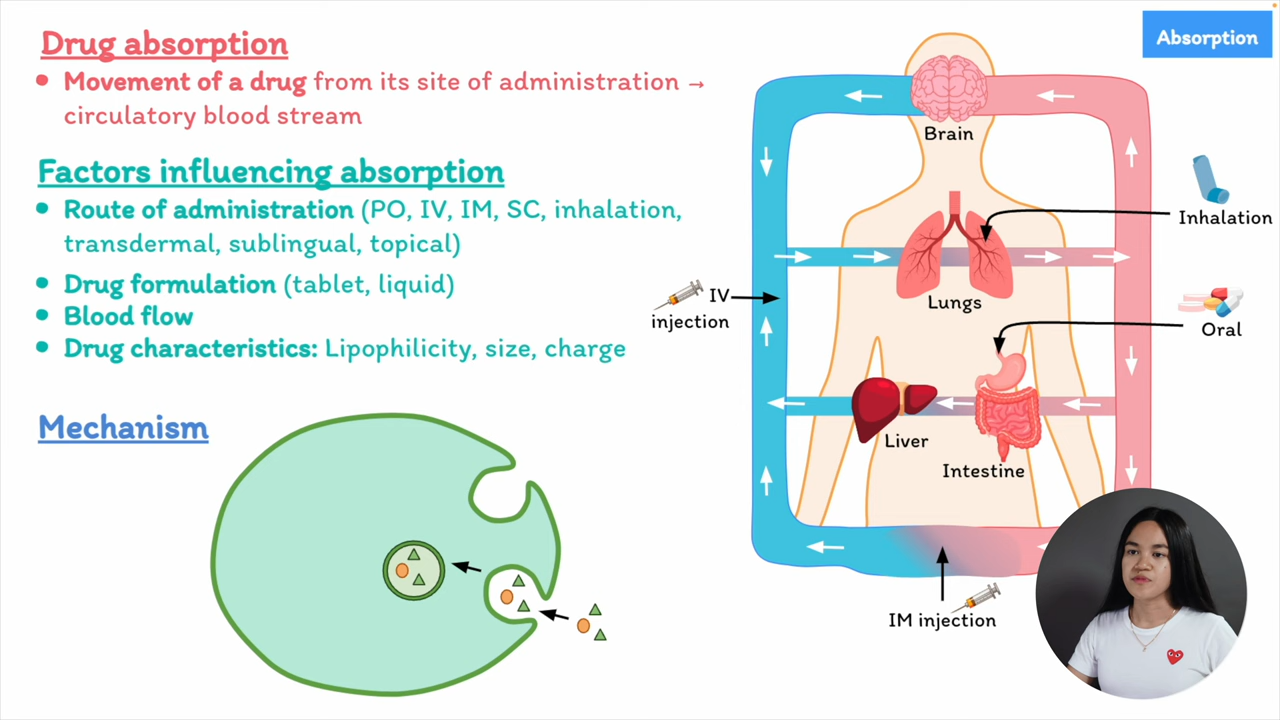 Drug absorption
• Movement of a drug from its site of administration →
circulatory blood stream
Factors influencing absorption
• Route of administration (PO, IV, IM, SC, inhalation,
transdermal, sublingual, topical)
• Drug formulation (tablet, liquid)
• Blood flow
• Drug characteristics: Lipophilicity, size, charge
Mechanism
Absorption
Brain
Inhalation
Lungs
IV
injection
Oral
Liver
Intestine
IM injection